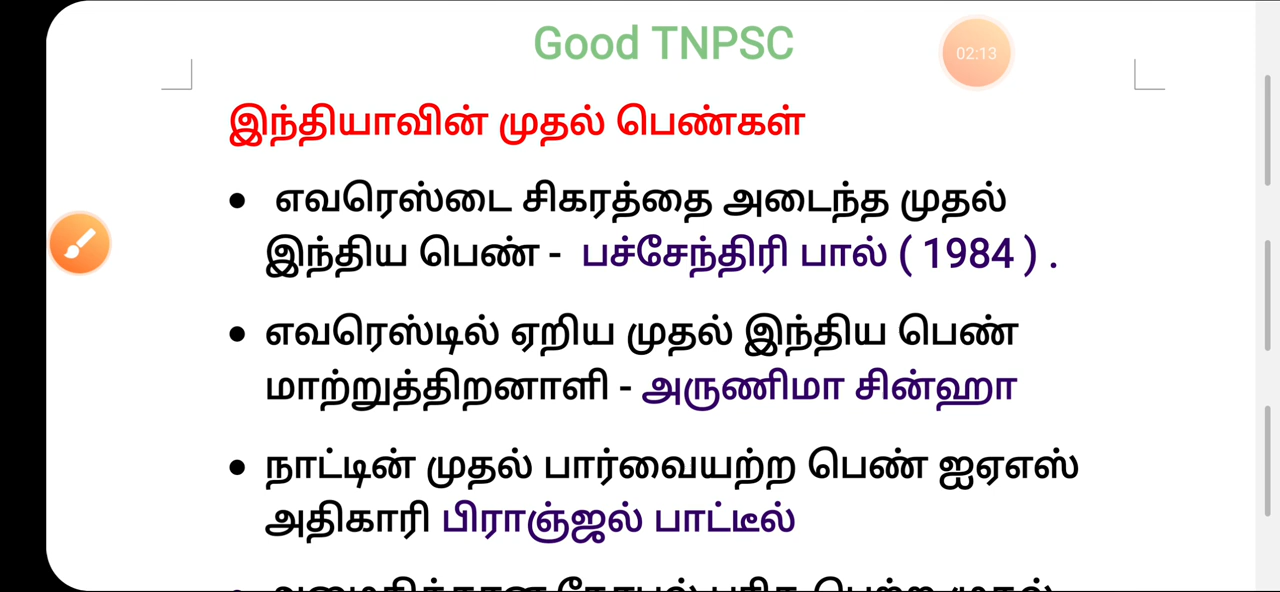 Good TNPSC
02:13
இந்தியாவின் முதல் பெண்கள்
• எவரெஸ்டை சிகரத்தை அடைந்த முதல்
இந்திய பெண் - பச்சேந்திரி பால் ( 1984 ) .
• எவரெஸ்டில் ஏறிய முதல் இந்திய பெண்
மாற்றுத்திறனாளி - அருணிமா சின்ஹா
• நாட்டின் முதல் பார்வையற்ற பெண் ஐஏஎஸ்
அதிகாரி பிராஞ்ஜல் பாட்டீல்